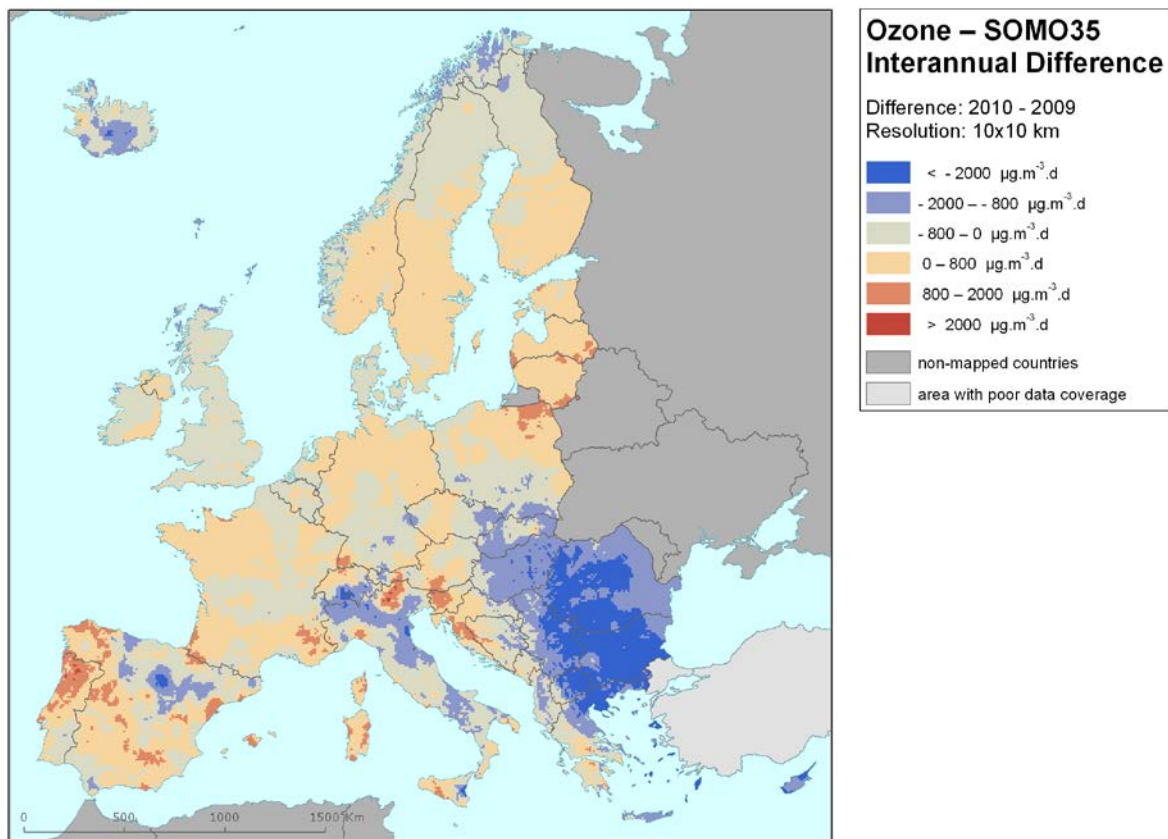 Ozone – SOMO35
Interannual Difference
Difference: 2010 - 2009
Resolution: 10x10 km
< - 2000 µg.m⁻³.d
- 2000 – - 800 µg.m⁻³.d
- 800 – 0 µg.m⁻³.d
0 – 800 µg.m⁻³.d
800 – 2000 µg.m⁻³.d
> 2000 µg.m⁻³.d
non-mapped countries
area with poor data coverage
0 500 1000 1500 Km